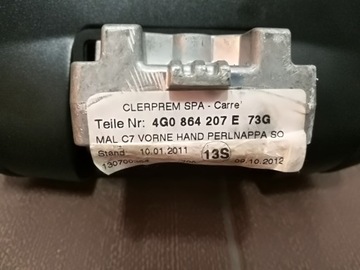 CLERPREM SPA - Carre'
Teile Nr: 4G0 864 207 E 73G
MAL C7 VORNE HAND PERLNAPPA SO
Stand 10.01.2011 13S
09.10.2012